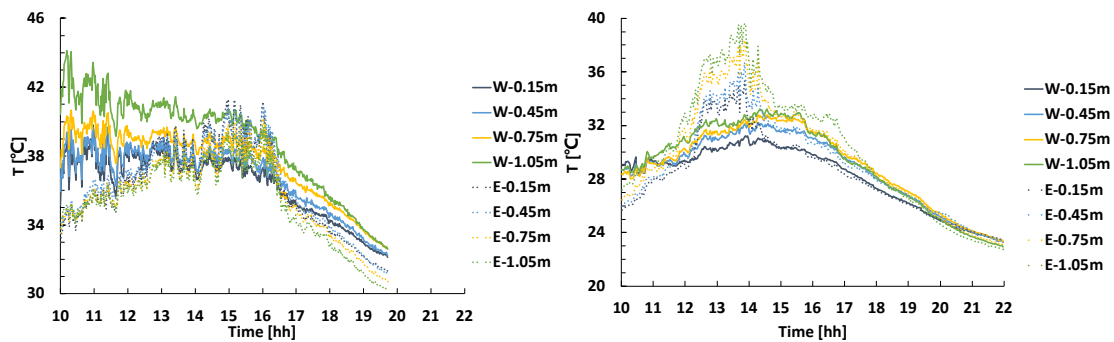 46
42
38
34
30
T [℃]
10 11 12 13 14 15 16 17 18 19 20 21 22
Time [hh]
W-0.15m
W-0.45m
W-0.75m
W-1.05m
E-0.15m
E-0.45m
E-0.75m
E-1.05m
40
36
32
28
24
20
T [℃]
10 11 12 13 14 15 16 17 18 19 20 21 22
Time [hh]
W-0.15m
W-0.45m
W-0.75m
W-1.05m
E-0.15m
E-0.45m
E-0.75m
E-1.05m